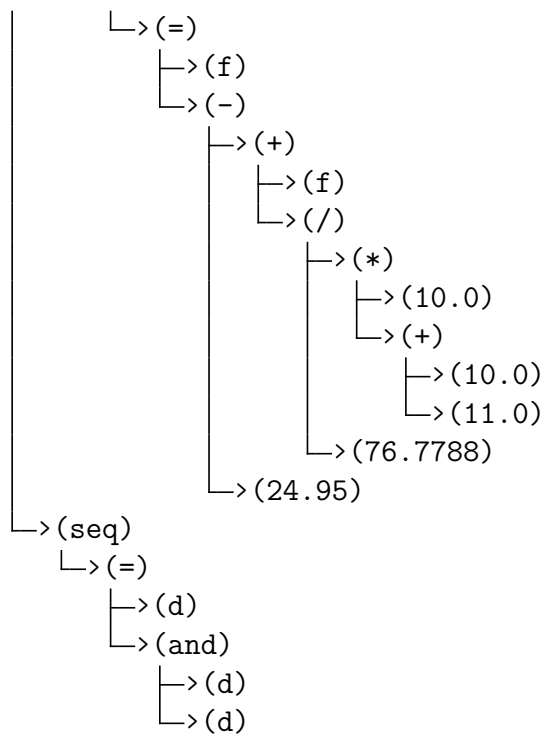 └─>(=)
├─>(f)
└─>(-)
├─>(+)
├─>(f)
└─>(/)
├─>(*)
├─>(10.0)
└─>(+)
├─>(10.0)
└─>(11.0)
└─>(76.7788)
└─>(24.95)
└─>(seq)
└─>(=)
├─>(d)
└─>(and)
├─>(d)
└─>(d)